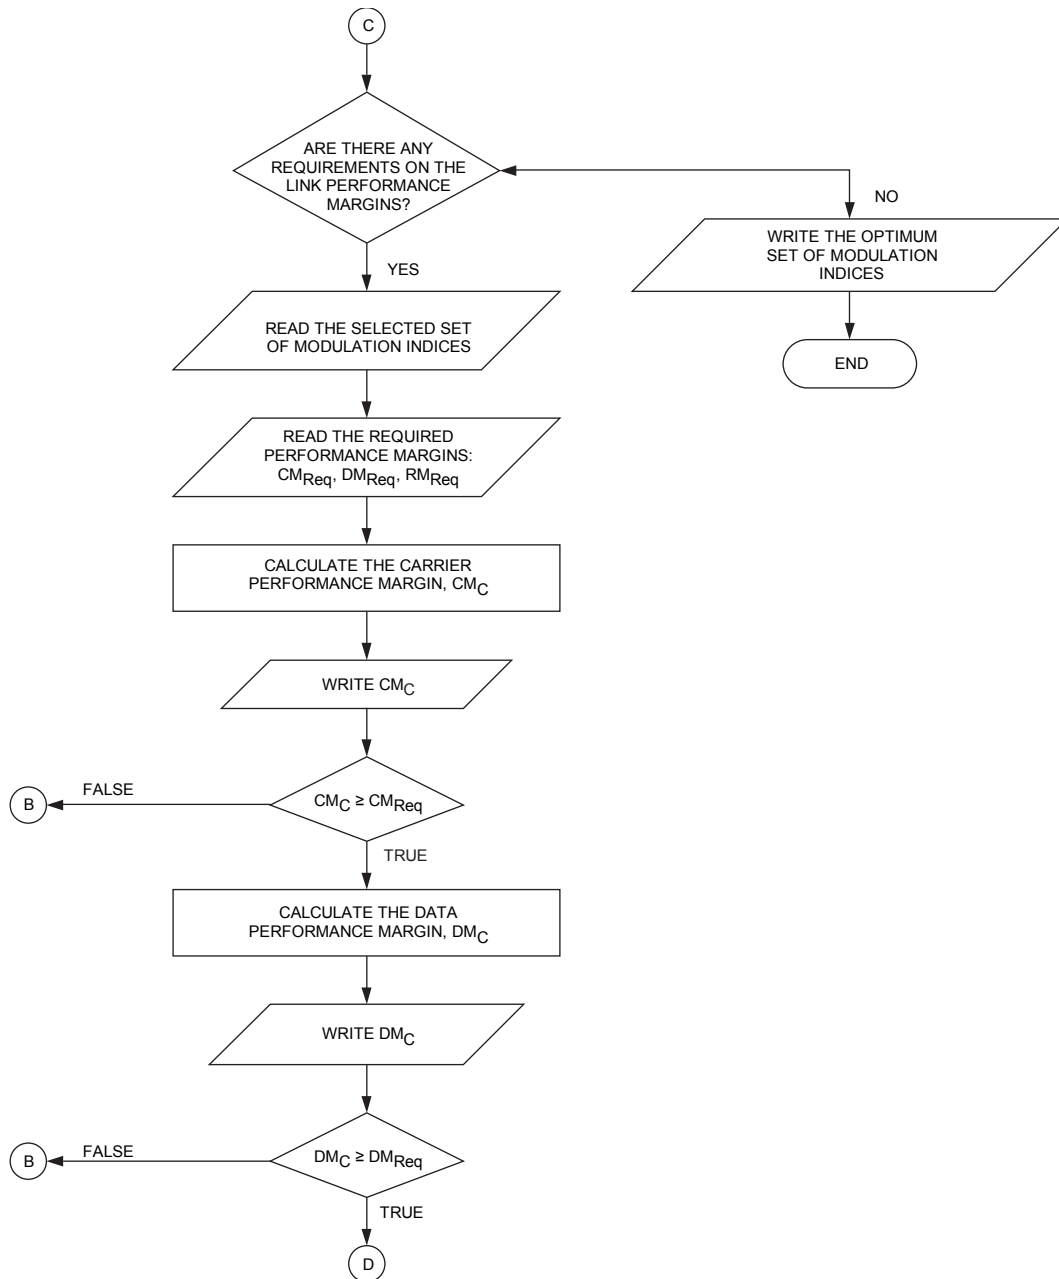 C
ARE THERE ANY
REQUIREMENTS ON THE
LINK PERFORMANCE
MARGINS?
NO
WRITE THE OPTIMUM
SET OF MODULATION
INDICES
YES
READ THE SELECTED SET
OF MODULATION INDICES
END
READ THE REQUIRED
PERFORMANCE MARGINS:
CMReq, DMReq, RMReq
CALCULATE THE CARRIER
PERFORMANCE MARGIN, CMC
WRITE CMC
FALSE
B
CMC ≥ CMReq
TRUE
CALCULATE THE DATA
PERFORMANCE MARGIN, DMC
WRITE DMC
FALSE
B
DMC ≥ DMReq
TRUE
D